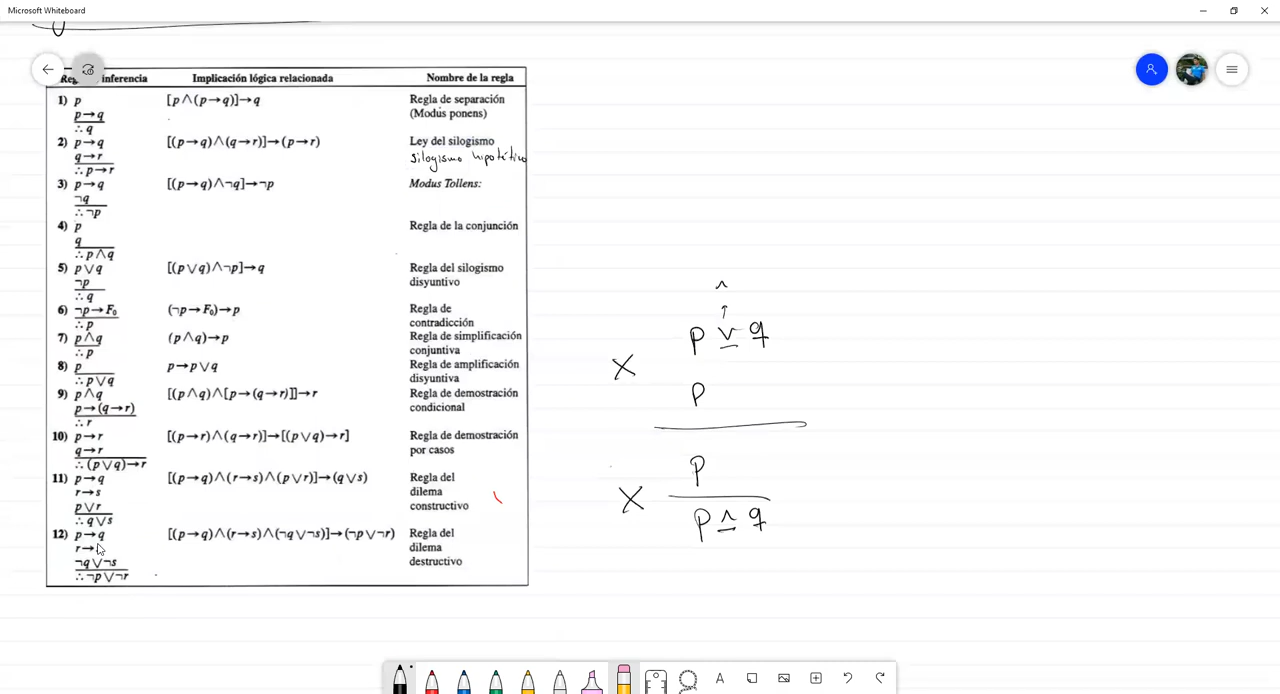 Microsoft Whiteboard
inferencia Implicación lógica relacionada Nombre de la regla
1) p [p∧(p→q)]→q Regla de separación
p→q (Modus ponens)
∴ q
2) p→q [(p→q)∧(q→r)]→(p→r) Ley del silogismo
q→r silogismo hipotético
∴ p→r
3) p→q [(p→q)∧¬q]→¬p Modus Tollens:
¬q
∴ ¬p
4) p Regla de la conjunción
q
∴ p∧q
5) p∨q [(p∨q)∧¬p]→q Regla del silogismo
¬p disyuntivo
∴ q
6) ¬p→F₀ (¬p→F₀)→p Regla de
∴ p contradicción
7) p∧q (p∧q)→p Regla de simplificación
∴ p conjuntiva
8) p p→p∨q Regla de amplificación
∴ p∨q disyuntiva
9) p∧q [(p∧q)∧[p→(q→r)]]→r Regla de demostración
p→(q→r) condicional
∴ r
10) p→r [(p→r)∧(q→r)]→[(p∨q)→r] Regla de demostración
q→r por casos
∴ (p∨q)→r
11) p→q [(p→q)∧(r→s)∧(p∨r)]→(q∨s) Regla del
r→s dilema
p∨r constructivo
∴ q∨s
12) p→q [(p→q)∧(r→s)∧(¬q∨¬s)]→(¬p∨¬r) Regla del
r→ dilema
¬q∨¬s destructivo
∴ ¬p∨¬r
^
↑
p ∨ q
X
p
p
X
p ∧ q
A